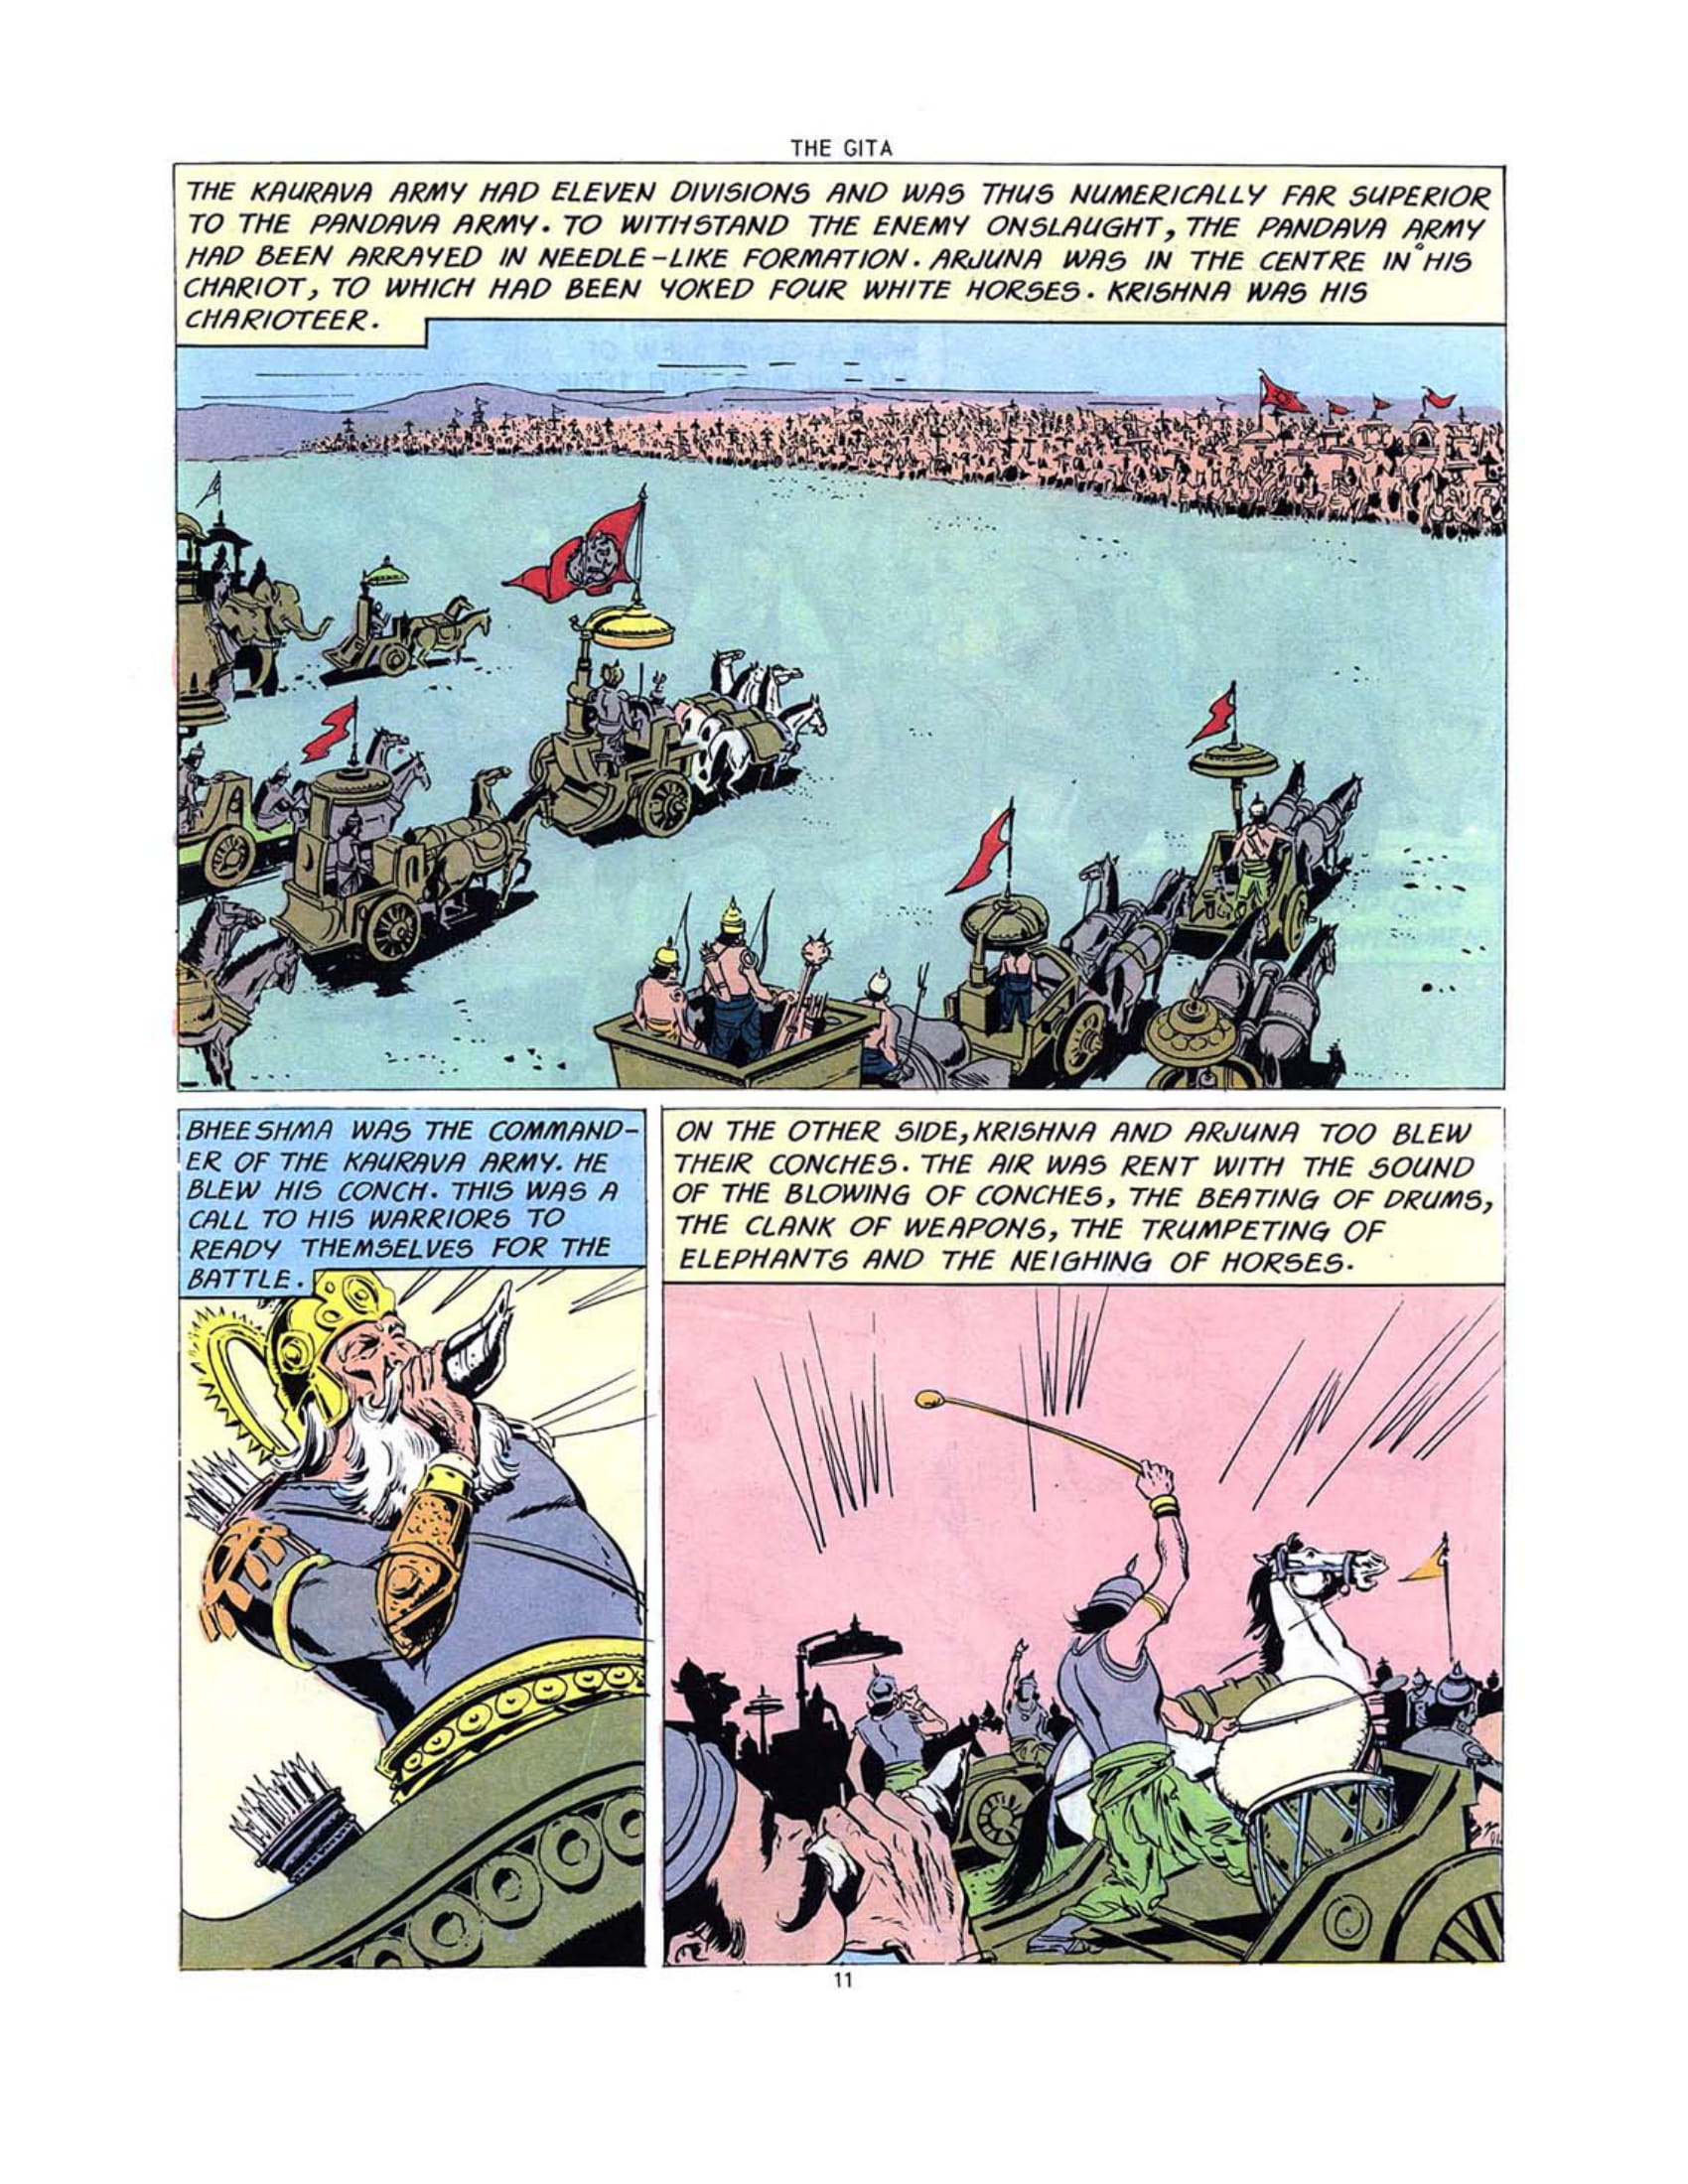 THE GITA
THE KAURAVA ARMY HAD ELEVEN DIVISIONS AND WAS THUS NUMERICALLY FAR SUPERIOR
TO THE PANDAVA ARMY. TO WITHSTAND THE ENEMY ONSLAUGHT, THE PANDAVA ARMY
HAD BEEN ARRAYED IN NEEDLE-LIKE FORMATION. ARJUNA WAS IN THE CENTRE IN HIS
CHARIOT, TO WHICH HAD BEEN YOKED FOUR WHITE HORSES. KRISHNA WAS HIS
CHARIOTEER.
BHEESHMA WAS THE COMMAND-
ER OF THE KAURAVA ARMY. HE
BLEW HIS CONCH. THIS WAS A
CALL TO HIS WARRIORS TO
READY THEMSELVES FOR THE
BATTLE.
ON THE OTHER SIDE, KRISHNA AND ARJUNA TOO BLEW
THEIR CONCHES. THE AIR WAS RENT WITH THE SOUND
OF THE BLOWING OF CONCHES, THE BEATING OF DRUMS,
THE CLANK OF WEAPONS, THE TRUMPETING OF
ELEPHANTS AND THE NEIGHING OF HORSES.
11